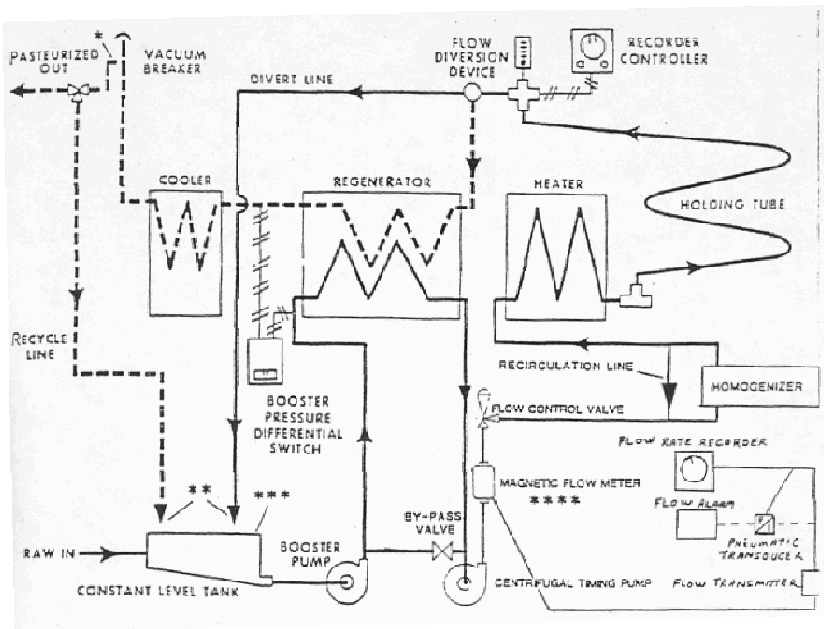 *
PASTEURIZED
OUT
VACUUM
BREAKER
FLOW
DIVERSION
DEVICE
RECORDER
CONTROLLER
DIVERT LINE
COOLER
REGENERATOR
HEATER
HOLDING TUBE
RECYCLE
LINE
RECIRCULATION LINE
HOMOGENIZER
BOOSTER
PRESSURE
DIFFERENTIAL
SWITCH
FLOW CONTROL VALVE
FLOW RATE RECORDER
MAGNETIC FLOW METER
****
FLOW ALARM
** ***
BY-PASS
VALVE
PNEUMATIC
TRANSDUCER
RAW IN
BOOSTER
PUMP
CONSTANT LEVEL TANK
CENTRIFUGAL TIMING PUMP
FLOW TRANSMITTER